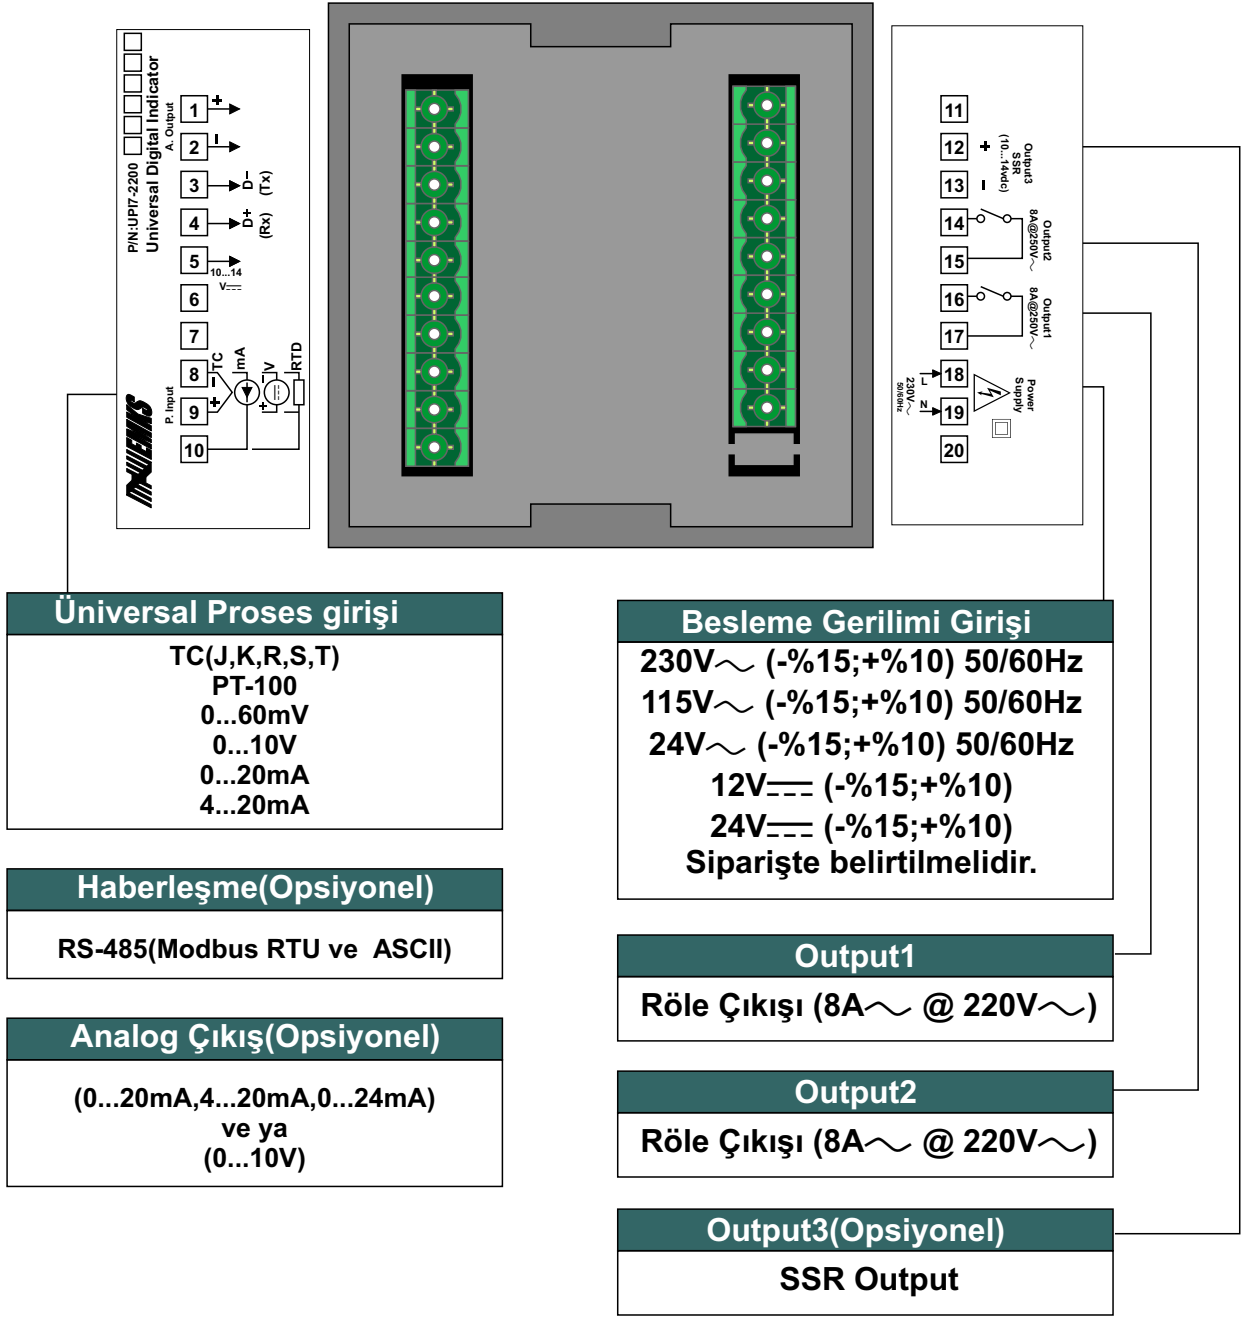 P/N:UPI7-2200
Universal Digital Indicator
A. Output
1 +
2 -
3 D- (Tx)
4 D+ (Rx)
5 10...14 V
6
7
8 - TC mA V RTD
9 +
10
P. Input
11
12 +
13 -
Output3
SSR
(10...14vdc)
14
15
Output2
8A@250V～
16
17
Output1
8A@250V～
18 L
19 N
230V～
50/60Hz
Power
Supply
20
Üniversal Proses girişi
TC(J,K,R,S,T)
PT-100
0...60mV
0...10V
0...20mA
4...20mA
Haberleşme(Opsiyonel)
RS-485(Modbus RTU ve ASCII)
Analog Çıkış(Opsiyonel)
(0...20mA,4...20mA,0...24mA)
ve ya
(0...10V)
Besleme Gerilimi Girişi
230V～ (-%15;+%10) 50/60Hz
115V～ (-%15;+%10) 50/60Hz
24V～ (-%15;+%10) 50/60Hz
12V⎓ (-%15;+%10)
24V⎓ (-%15;+%10)
Siparişte belirtilmelidir.
Output1
Röle Çıkışı (8A～ @ 220V～)
Output2
Röle Çıkışı (8A～ @ 220V～)
Output3(Opsiyonel)
SSR Output